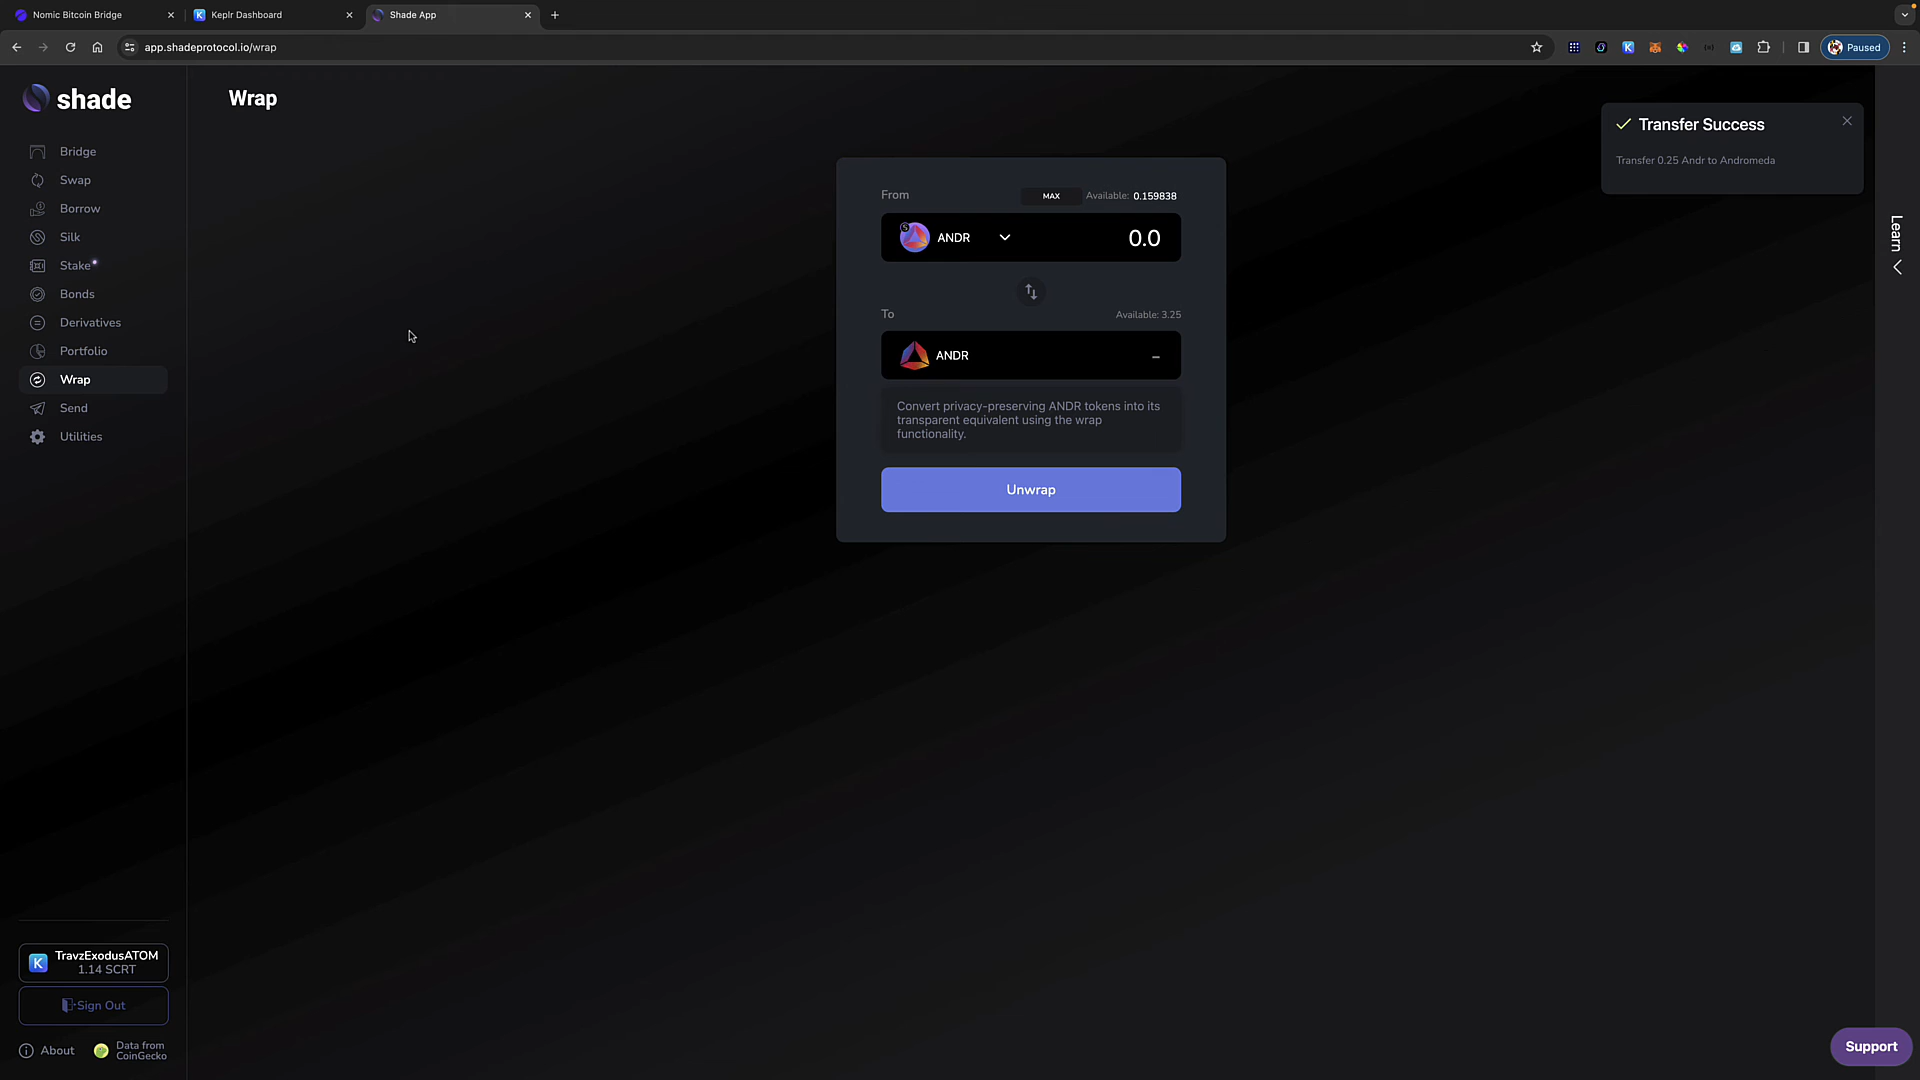 Nomic Bitcoin Bridge
Keplr Dashboard
Shade App
app.shadeprotocol.io/wrap
Paused
shade
Bridge
Swap
Borrow
Silk
Stake
Bonds
Derivatives
Portfolio
Wrap
Send
Utilities
TravzExodusATOM
1.14 SCRT
Sign Out
About
Data from
CoinGecko
Wrap
From
MAX
Available: 0.159838
ANDR
0.0
To
Available: 3.25
ANDR
–
Convert privacy-preserving ANDR tokens into its
transparent equivalent using the wrap
functionality.
Unwrap
Transfer Success
Transfer 0.25 Andr to Andromeda
Learn
Support